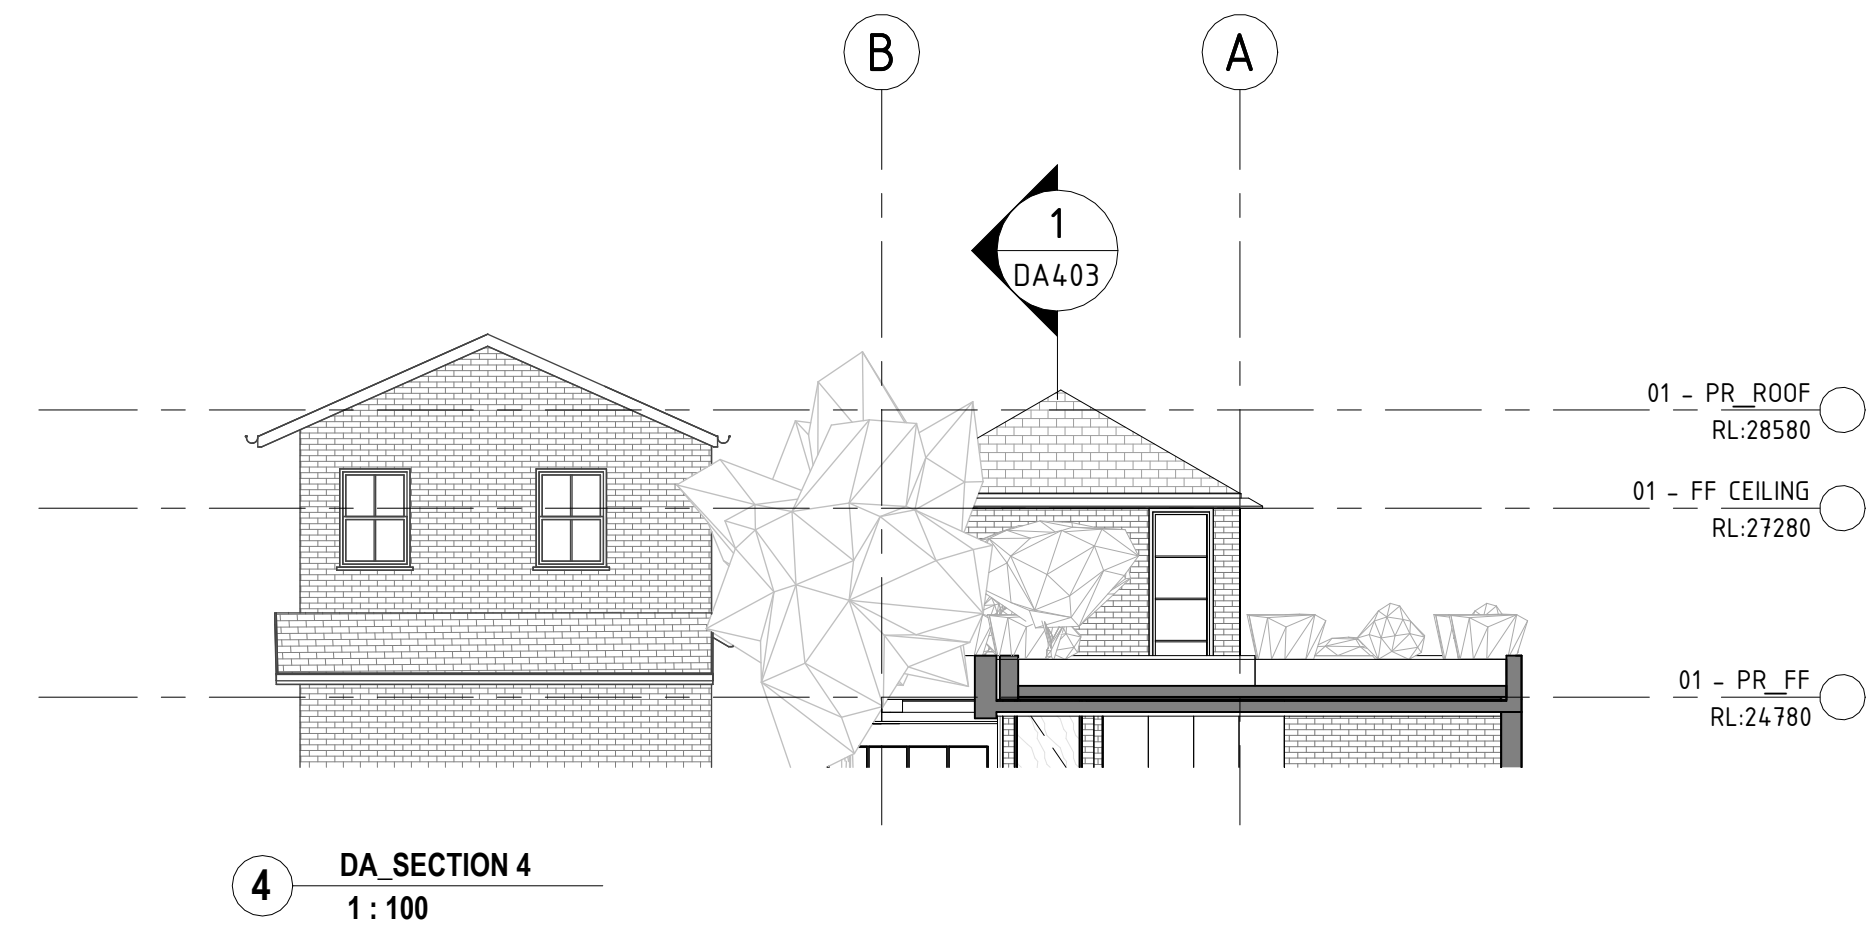 B
A
1
DA403
01 - PR_ROOF
RL:28580
01 - FF CEILING
RL:27280
01 - PR_FF
RL:24780
4
DA_SECTION 4
1 : 100